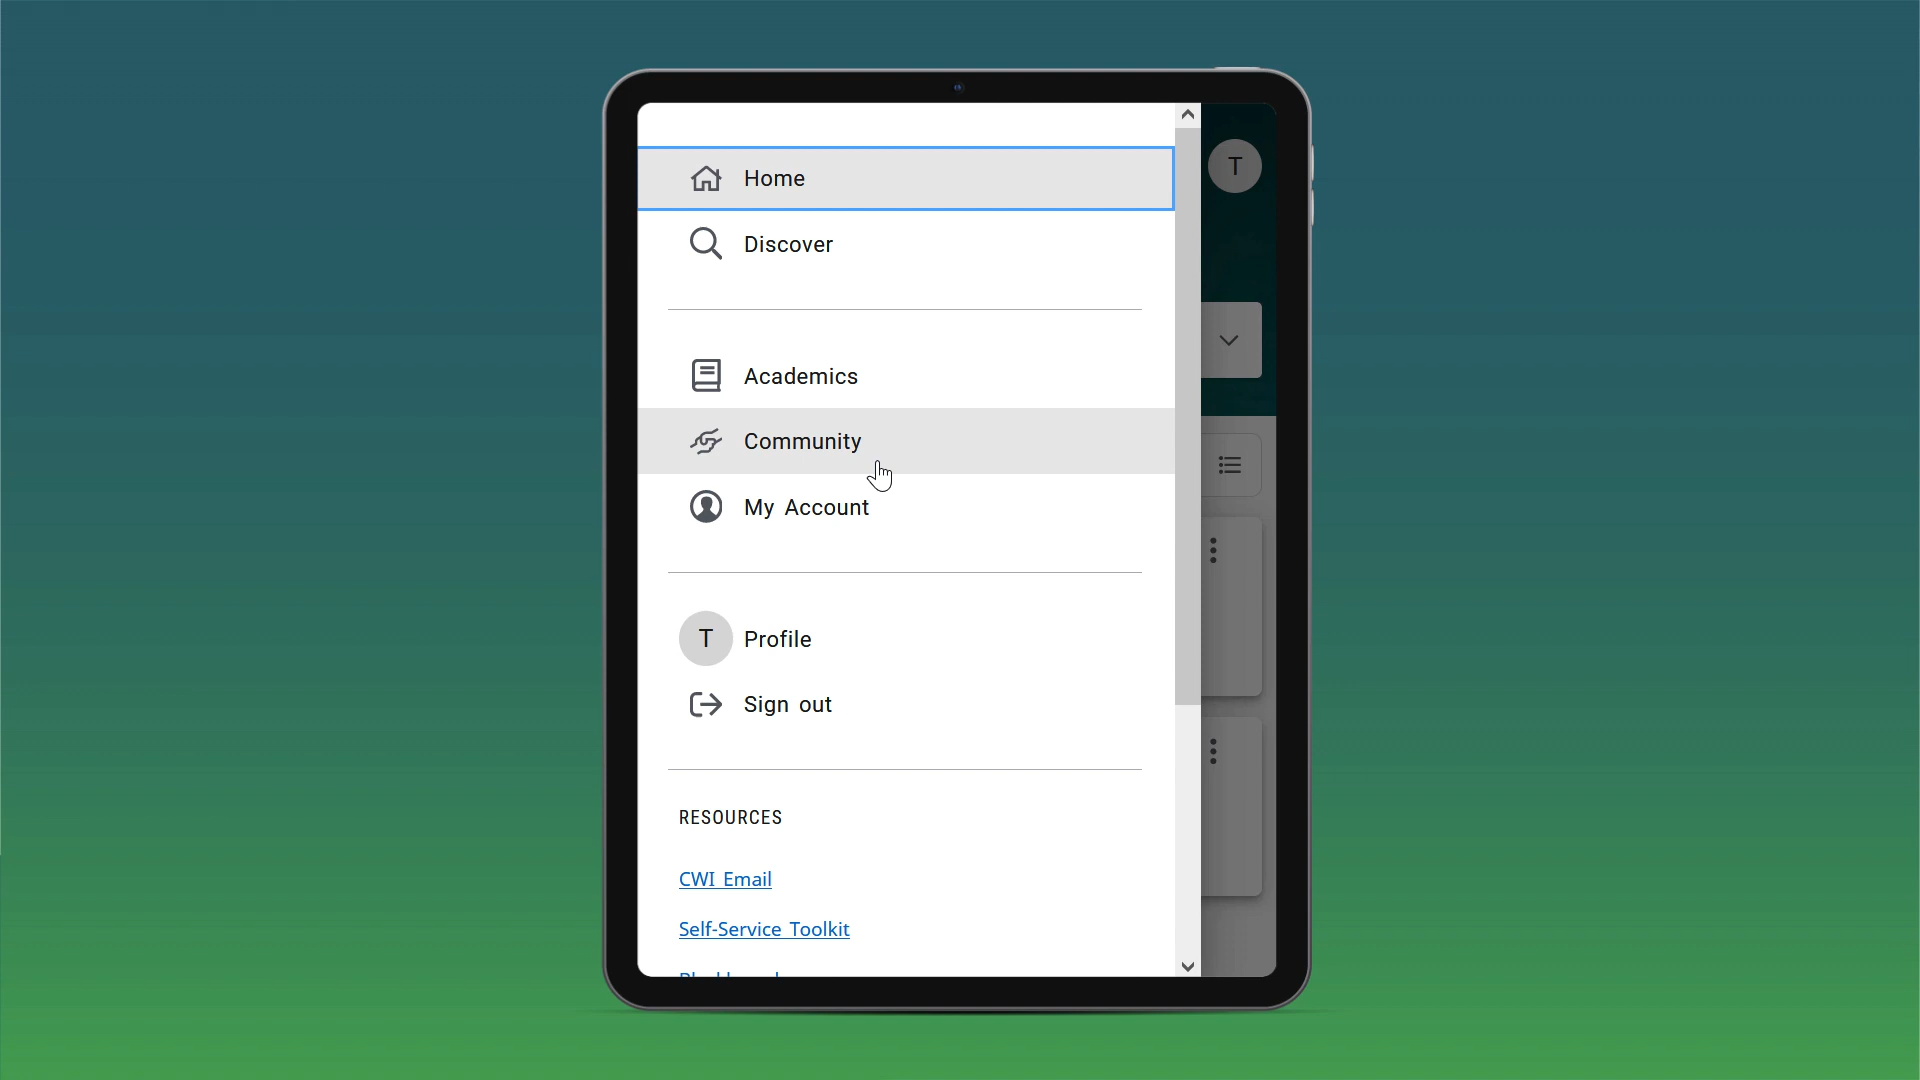 Home
T
Discover
Academics
Community
My Account
T Profile
Sign out
RESOURCES
CWI Email
Self-Service Toolkit